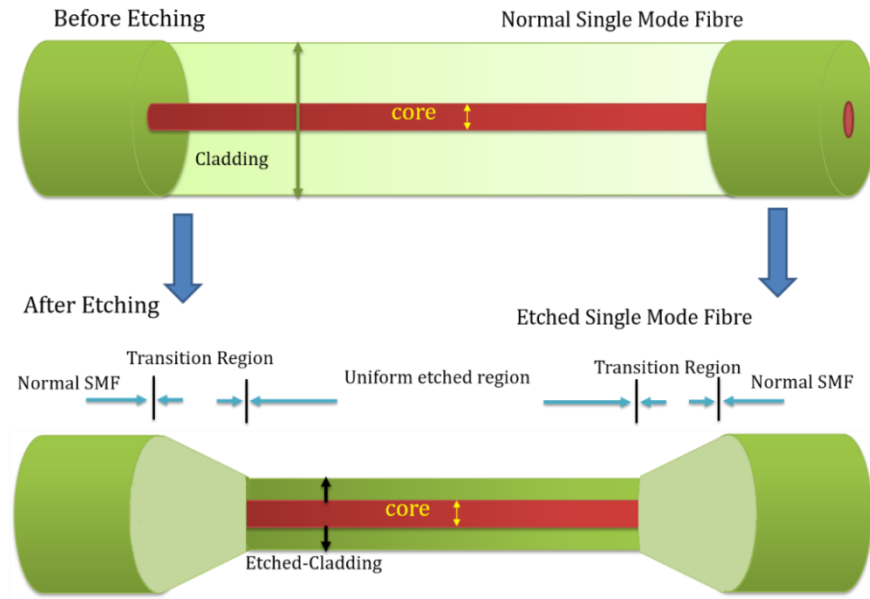 Before Etching
Normal Single Mode Fibre
core
Cladding
After Etching
Etched Single Mode Fibre
Transition Region
Normal SMF
Uniform etched region
Transition Region
Normal SMF
core
Etched-Cladding